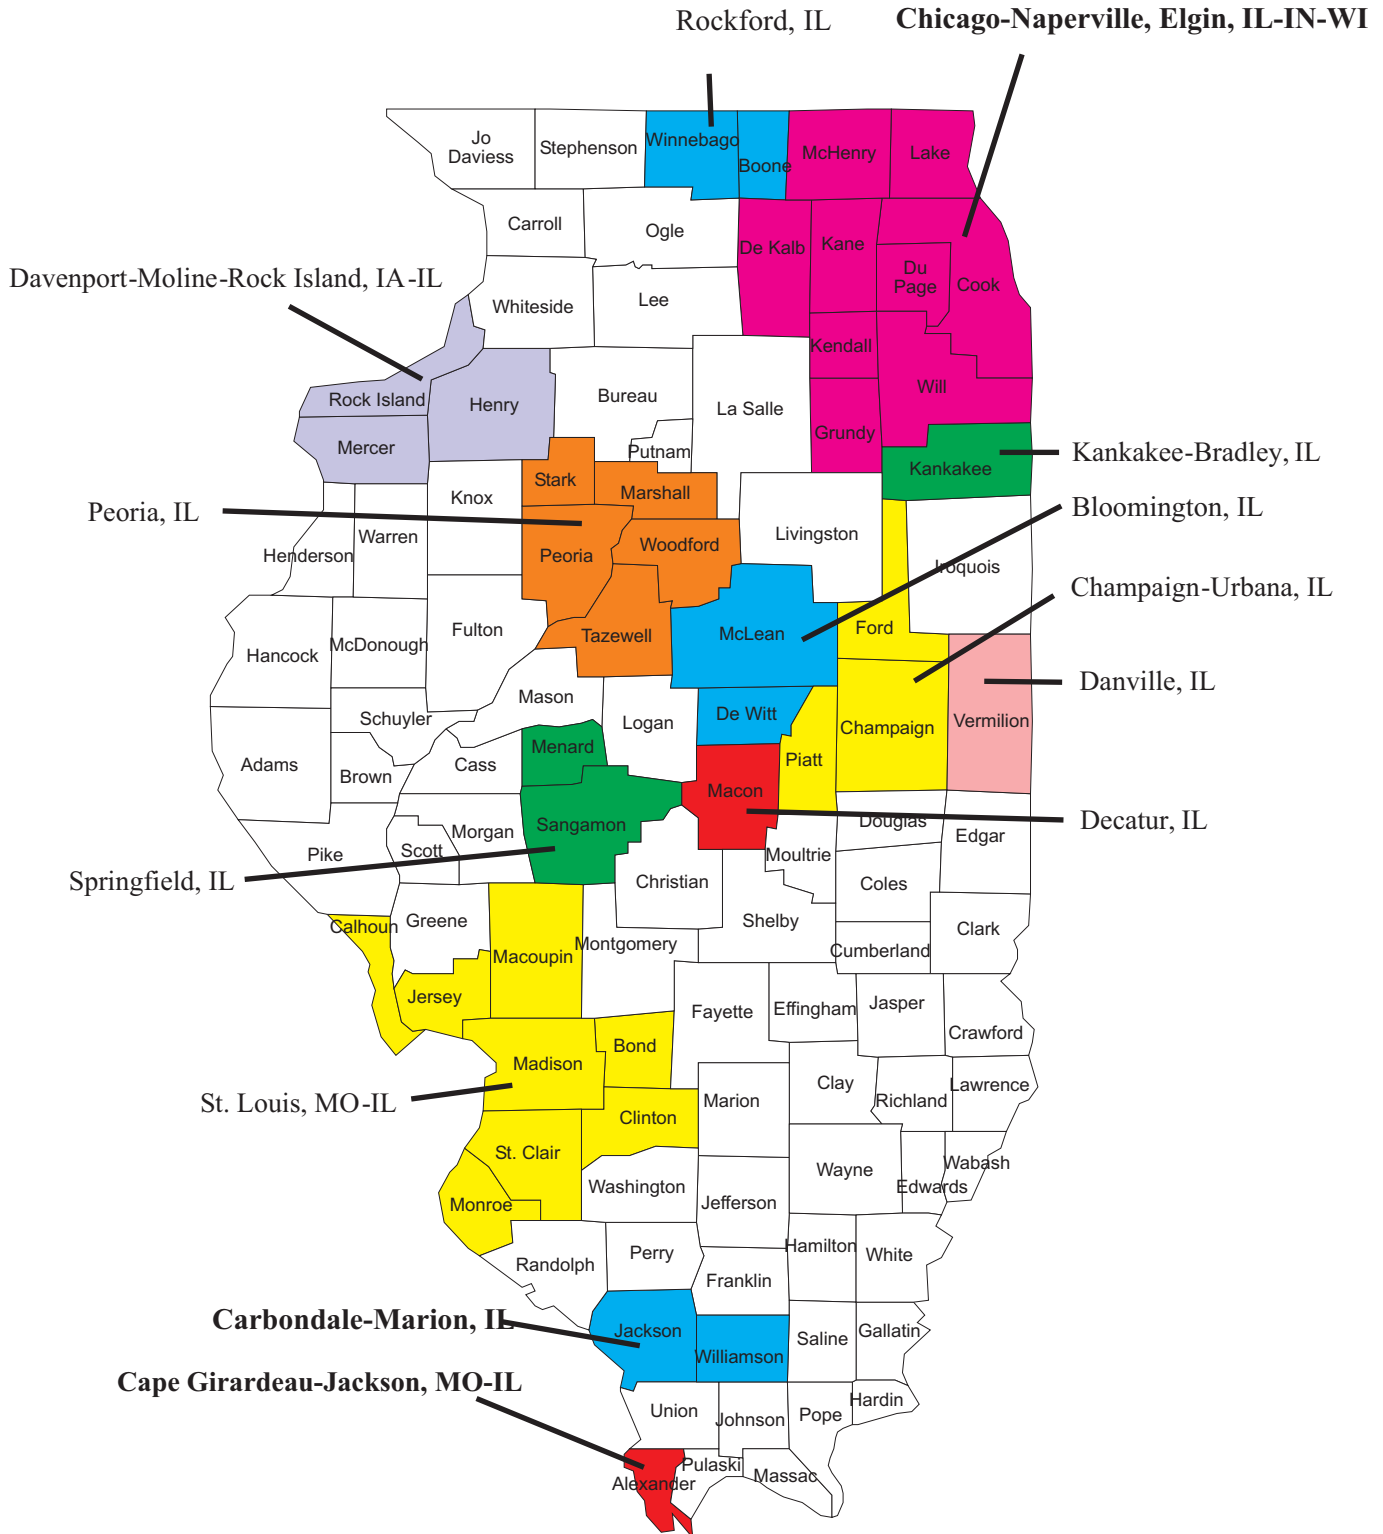 Rockford, IL
Chicago-Naperville, Elgin, IL-IN-WI
Jo
Daviess
Stephenson
Winnebago
Boone
McHenry
Lake
Carroll
Ogle
De Kalb
Kane
Du
Page
Cook
Davenport-Moline-Rock Island, IA-IL
Whiteside
Lee
Kendall
Will
Rock Island
Henry
Bureau
La Salle
Grundy
Mercer
Putnam
Kankakee
Kankakee-Bradley, IL
Stark
Marshall
Knox
Peoria, IL
Bloomington, IL
Warren
Henderson
Peoria
Woodford
Livingston
Iroquois
Champaign-Urbana, IL
Hancock
McDonough
Fulton
Tazewell
McLean
Ford
Danville, IL
Mason
Logan
De Witt
Champaign
Vermilion
Schuyler
Adams
Brown
Cass
Menard
Piatt
Macon
Decatur, IL
Pike
Scott
Morgan
Sangamon
Douglas
Edgar
Moultrie
Springfield, IL
Christian
Coles
Calhoun
Greene
Shelby
Clark
Macoupin
Montgomery
Cumberland
Jersey
Fayette
Effingham
Jasper
Crawford
Bond
Madison
Clay
Lawrence
Richland
St. Louis, MO-IL
Marion
Clinton
St. Clair
Wayne
Wabash
Edwards
Washington
Jefferson
Monroe
Randolph
Perry
Hamilton
White
Franklin
Carbondale-Marion, IL
Jackson
Williamson
Saline
Gallatin
Cape Girardeau-Jackson, MO-IL
Union
Johnson
Pope
Hardin
Alexander
Pulaski
Massac